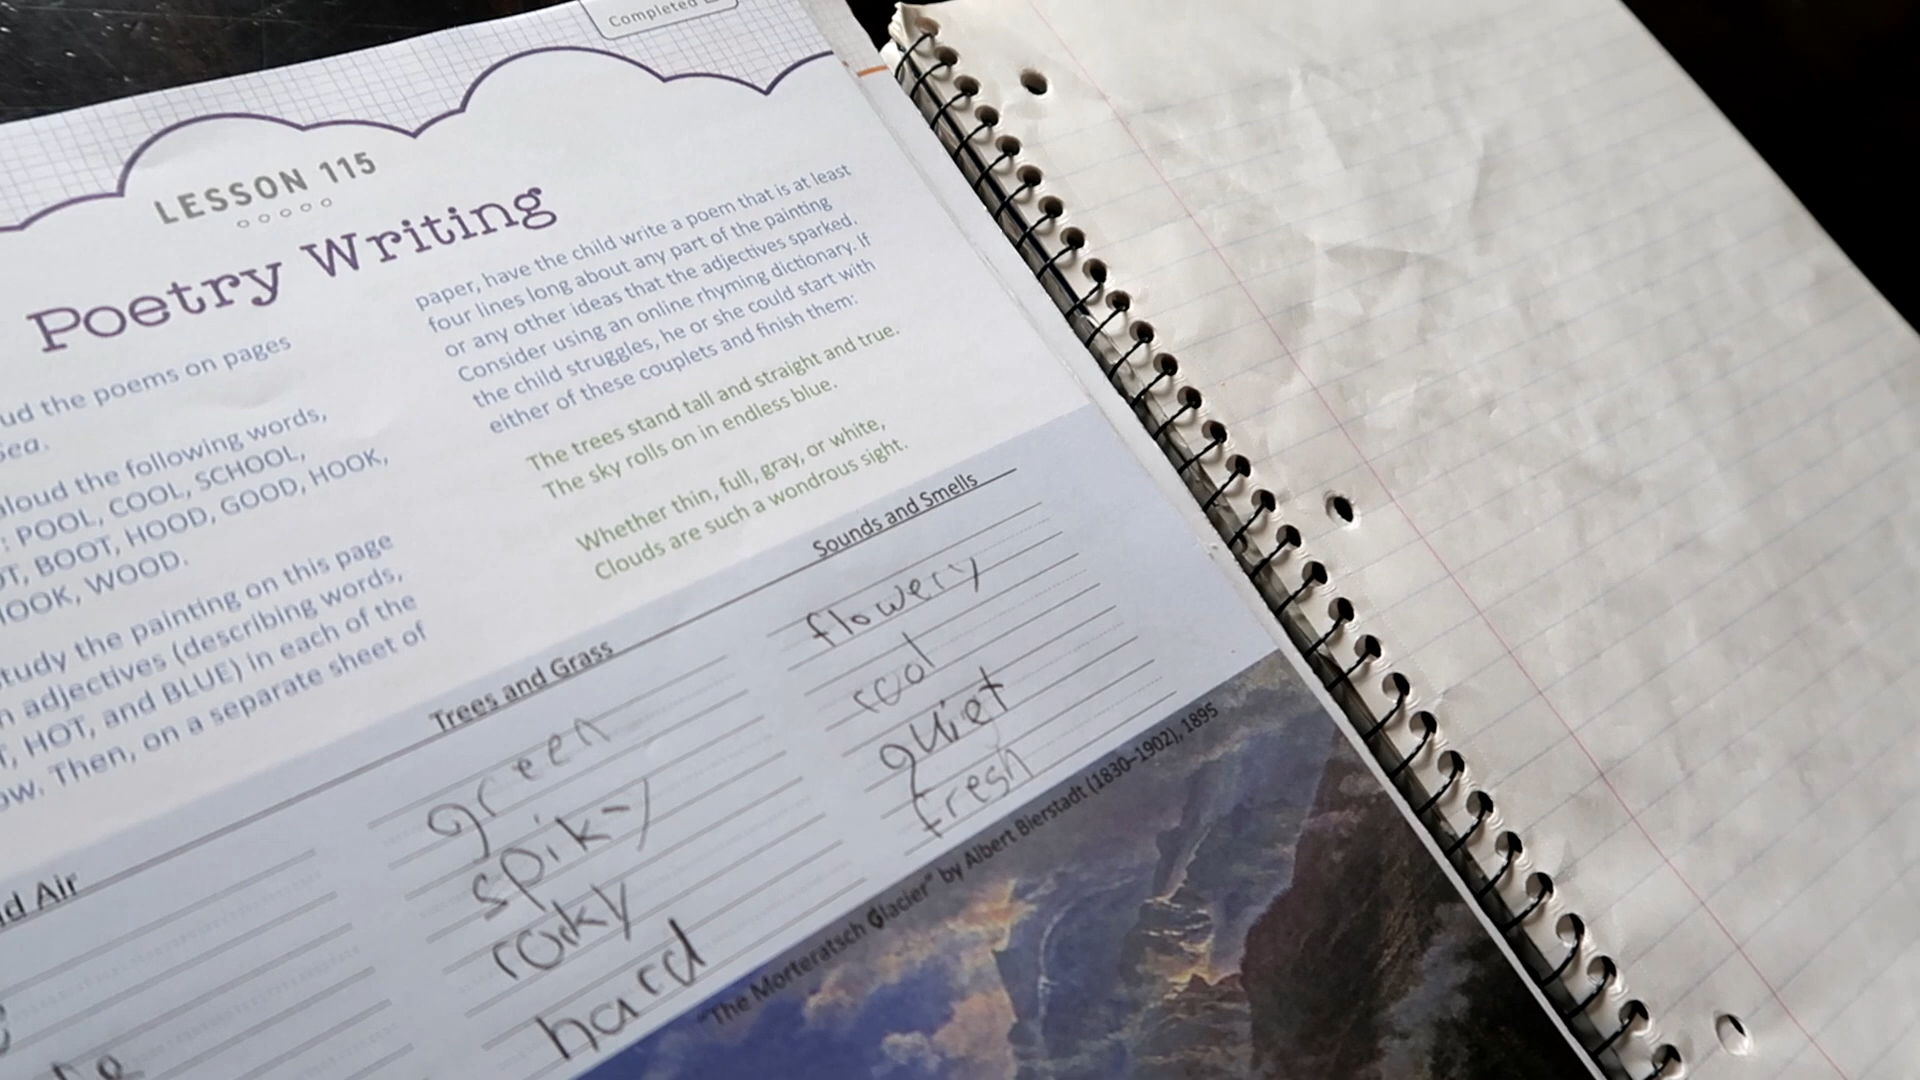 Completed
LESSON 115
Poetry Writing
ud the poems on pages
Sea.
aloud the following words,
: POOL, COOL, SCHOOL,
OT, BOOT, HOOD, GOOD, HOOK,
OOK, WOOD.
tudy the painting on this page
n adjectives (describing words,
T, HOT, and BLUE) in each of the
ow. Then, on a separate sheet of
paper, have the child write a poem that is at least
four lines long about any part of the painting
or any other ideas that the adjectives sparked.
Consider using an online rhyming dictionary. If
the child struggles, he or she could start with
either of these couplets and finish them:
The trees stand tall and straight and true.
The sky rolls on in endless blue.
Whether thin, full, gray, or white,
Clouds are such a wondrous sight.
nd Air
Trees and Grass
green
spiky
rocky
hard
Sounds and Smells
flowery
cool
quiet
fresh
"The Morteratsch Glacier" by Albert Bierstadt (1830–1902), 1895